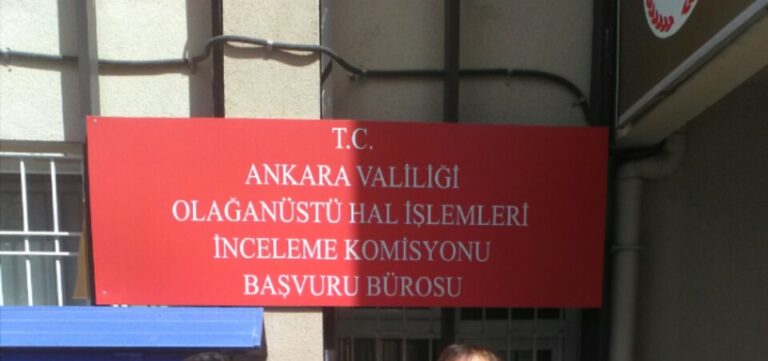 T.C.
ANKARA VALİLİĞİ
OLAĞANÜSTÜ HAL İŞLEMLERİ
İNCELEME KOMİSYONU
BAŞVURU BÜROSU